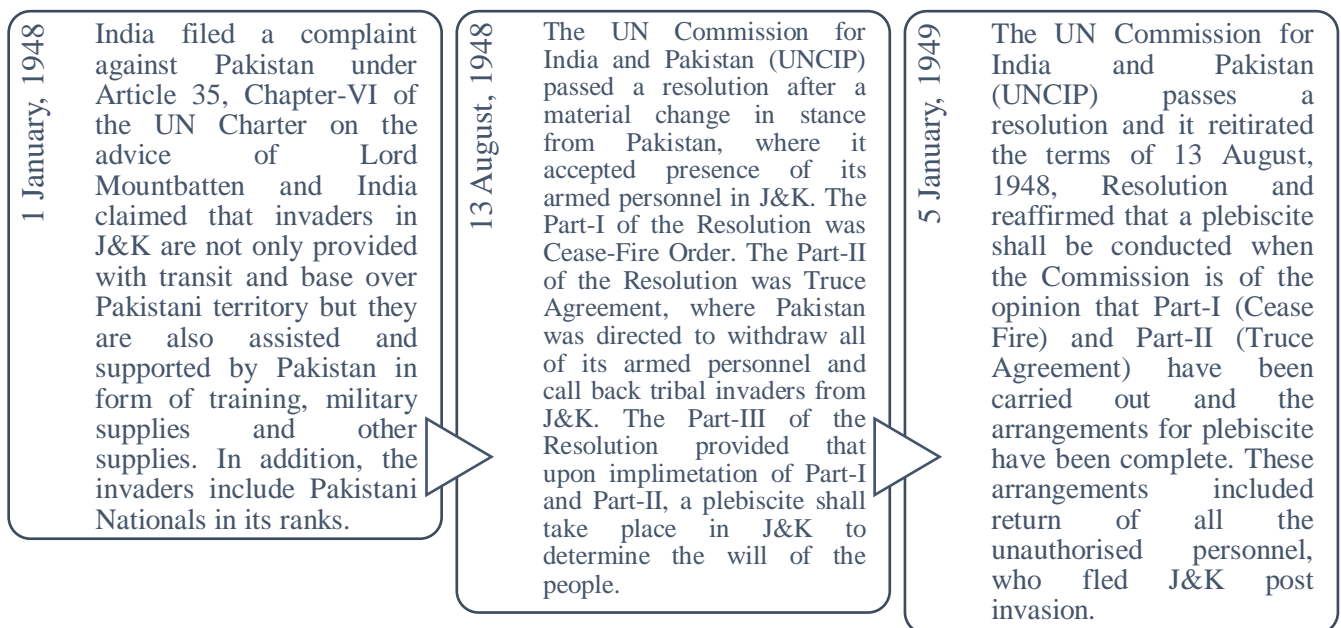 1 January, 1948
India filed a complaint
against Pakistan under
Article 35, Chapter-VI of
the UN Charter on the
advice of Lord
Mountbatten and India
claimed that invaders in
J&K are not only provided
with transit and base over
Pakistani territory but they
are also assisted and
supported by Pakistan in
form of training, military
supplies and other
supplies. In addition, the
invaders include Pakistani
Nationals in its ranks.
13 August, 1948
The UN Commission for
India and Pakistan (UNCIP)
passed a resolution after a
material change in stance
from Pakistan, where it
accepted presence of its
armed personnel in J&K. The
Part-I of the Resolution was
Cease-Fire Order. The Part-II
of the Resolution was Truce
Agreement, where Pakistan
was directed to withdraw all
of its armed personnel and
call back tribal invaders from
J&K. The Part-III of the
Resolution provided that
upon implimetation of Part-I
and Part-II, a plebiscite shall
take place in J&K to
determine the will of the
people.
5 January, 1949
The UN Commission for
India and Pakistan
(UNCIP) passes a
resolution and it reitirated
the terms of 13 August,
1948, Resolution and
reaffirmed that a plebiscite
shall be conducted when
the Commission is of the
opinion that Part-I (Cease
Fire) and Part-II (Truce
Agreement) have been
carried out and the
arrangements for plebiscite
have been complete. These
arrangements included
return of all the
unauthorised personnel,
who fled J&K post
invasion.